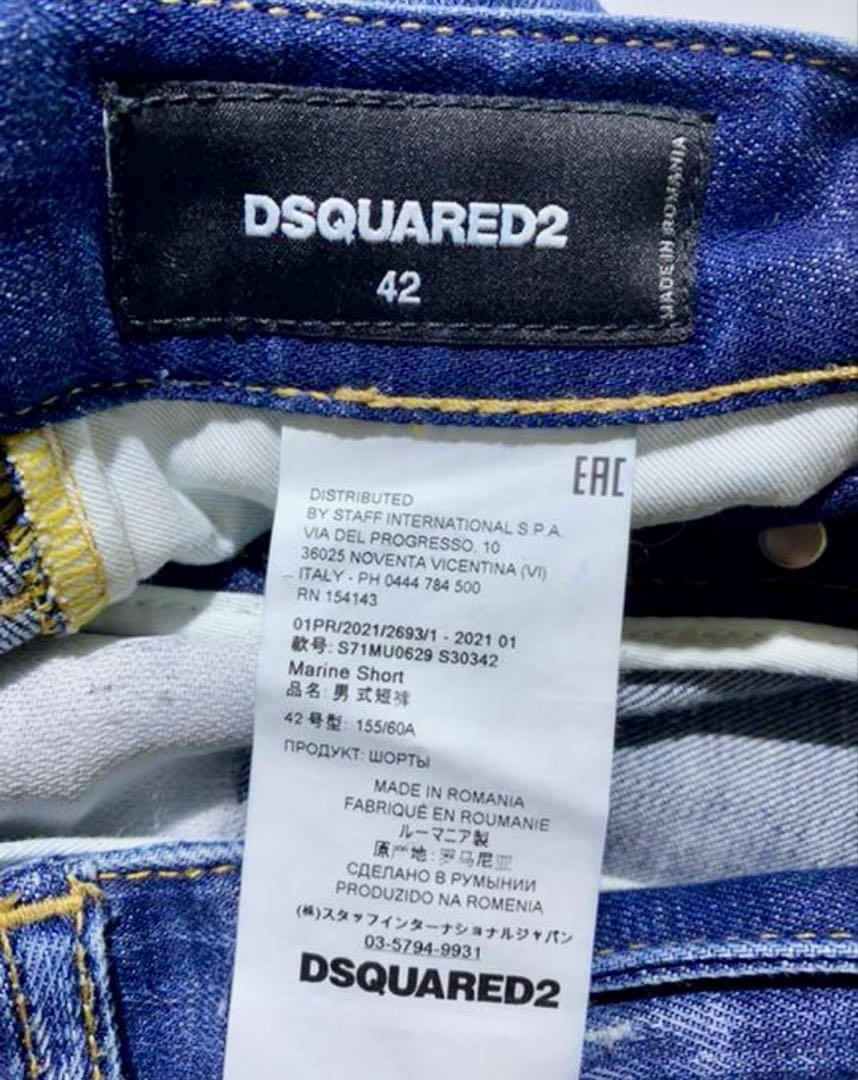 DSQUARED2
42
MADE IN ROMANIA
EAC
DISTRIBUTED
BY STAFF INTERNATIONAL S.P.A.
VIA DEL PROGRESSO, 10
36025 NOVENTA VICENTINA (VI)
ITALY - PH 0444 784 500
RN 154143
01PR/2021/2693/1 - 2021 01
款号: S71MU0629 S30342
Marine Short
品名: 男式短裤
42 号型: 155/60A
ПРОДУКТ: ШОРТЫ
MADE IN ROMANIA
FABRIQUÉ EN ROUMANIE
ルーマニア製
原产地: 罗马尼亚
СДЕЛАНО В РУМЫНИИ
PRODUZIDO NA ROMENIA
(株)スタッフインターナショナルジャパン
03-5794-9931
DSQUARED2